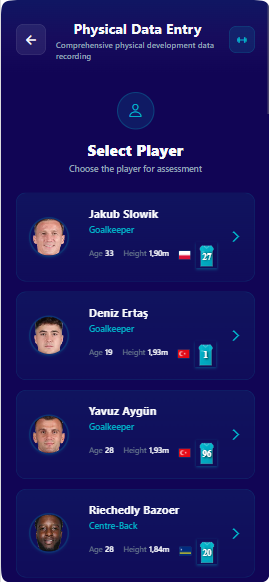 Physical Data Entry
Comprehensive physical development data
recording
Select Player
Choose the player for assessment
Jakub Slowik
Goalkeeper
Age 33 Height 1,90m 27
Deniz Ertaş
Goalkeeper
Age 19 Height 1,93m 1
Yavuz Aygün
Goalkeeper
Age 28 Height 1,93m 96
Riechedly Bazoer
Centre-Back
Age 28 Height 1,84m 20